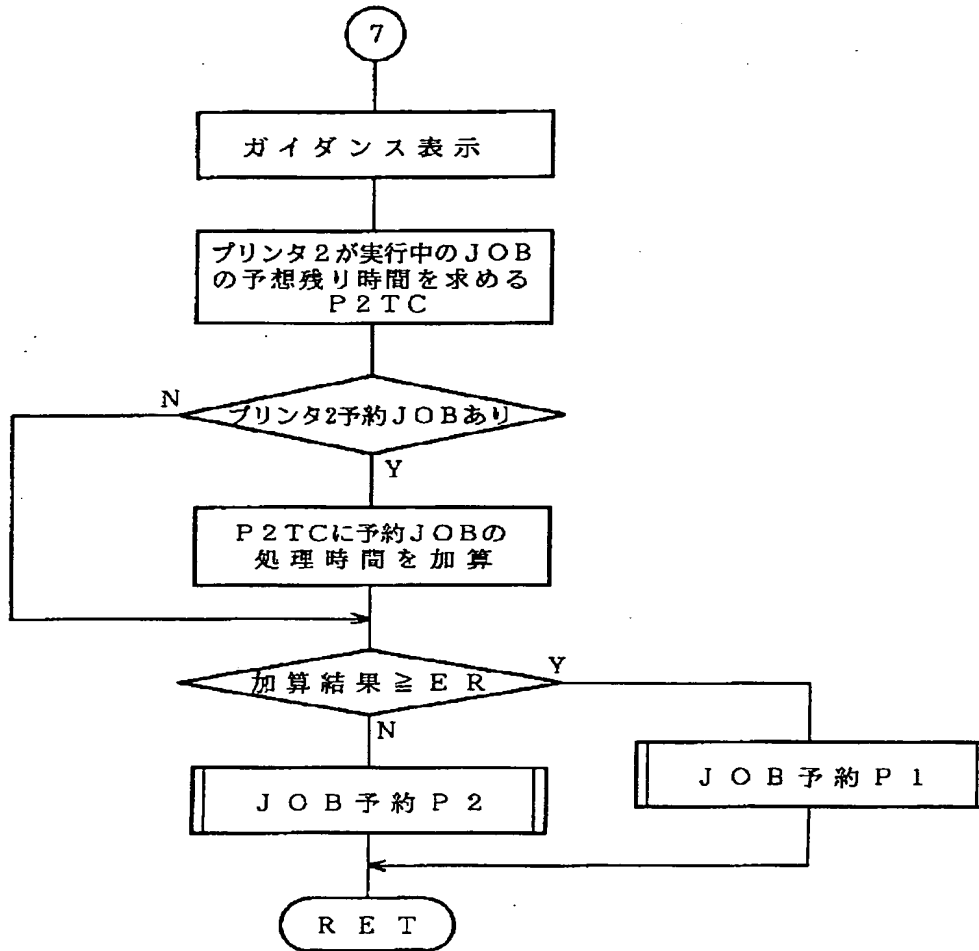 7
ガイダンス表示
プリンタ2が実行中のJOB
の予想残り時間を求める
P2TC
N
プリンタ2予約JOBあり
Y
P2TCに予約JOBの
処理時間を加算
加算結果≧ER
Y
N
JOB予約P2
JOB予約P1
RET